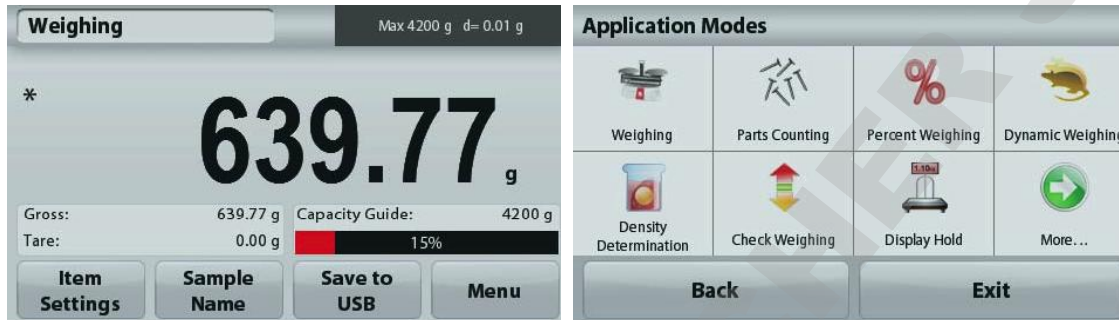 Weighing
Max 4200 g d= 0.01 g
*
639.77 g
Gross: 639.77 g
Tare: 0.00 g
Capacity Guide: 4200 g
15%
Item
Settings
Sample
Name
Save to
USB
Menu
Application Modes
Weighing
Parts Counting
Percent Weighing
Dynamic Weighing
Density
Determination
Check Weighing
1.10
Display Hold
More...
Back
Exit